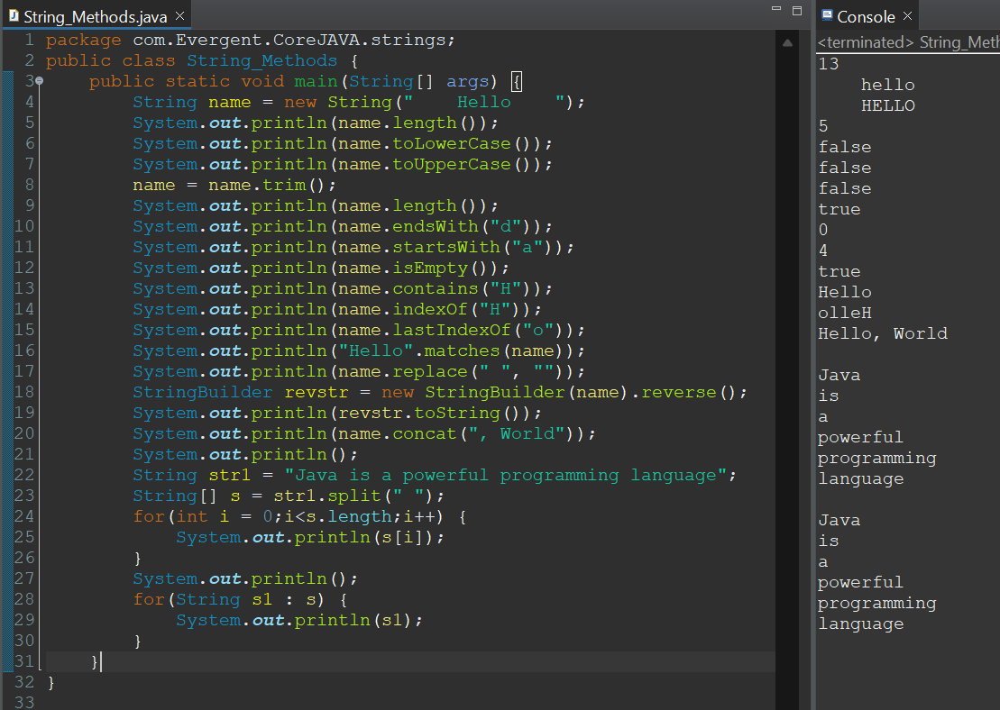 String_Methods.java
1 package com.Evergent.CoreJAVA.strings;
2 public class String_Methods {
3     public static void main(String[] args) {
4         String name = new String("    Hello    ");
5         System.out.println(name.length());
6         System.out.println(name.toLowerCase());
7         System.out.println(name.toUpperCase());
8         name = name.trim();
9         System.out.println(name.length());
10         System.out.println(name.endsWith("d"));
11         System.out.println(name.startsWith("a"));
12         System.out.println(name.isEmpty());
13         System.out.println(name.contains("H"));
14         System.out.println(name.indexOf("H"));
15         System.out.println(name.lastIndexOf("o"));
16         System.out.println("Hello".matches(name));
17         System.out.println(name.replace(" ", ""));
18         StringBuilder revstr = new StringBuilder(name).reverse();
19         System.out.println(revstr.toString());
20         System.out.println(name.concat(", World"));
21         System.out.println();
22         String str1 = "Java is a powerful programming language";
23         String[] s = str1.split(" ");
24         for(int i = 0;i<s.length;i++) {
25             System.out.println(s[i]);
26         }
27         System.out.println();
28         for(String s1 : s) {
29             System.out.println(s1);
30         }
31     }
32 }
33
Console
<terminated> String_Meth
13
    hello
    HELLO
5
false
false
false
true
0
4
true
Hello
olleH
Hello, World

Java
is
a
powerful
programming
language

Java
is
a
powerful
programming
language